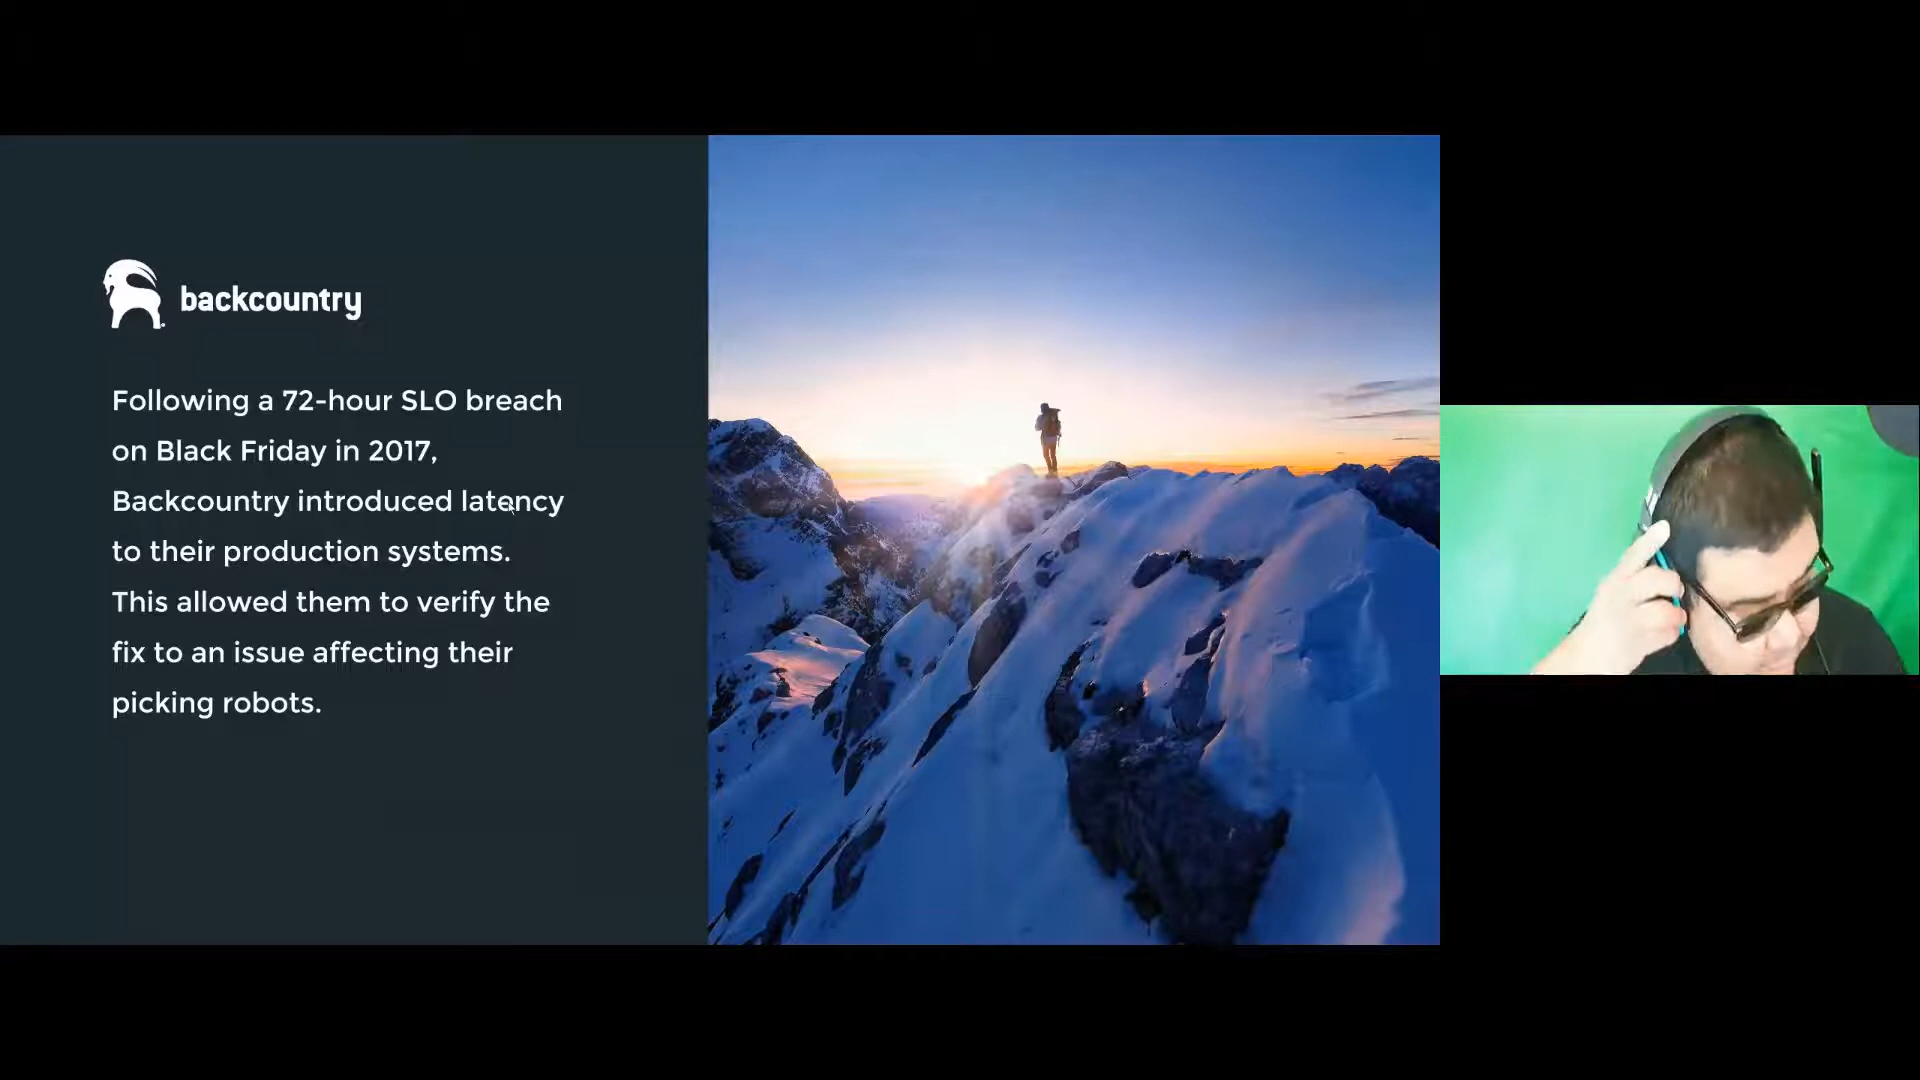 backcountry
Following a 72-hour SLO breach
on Black Friday in 2017,
Backcountry introduced latency
to their production systems.
This allowed them to verify the
fix to an issue affecting their
picking robots.